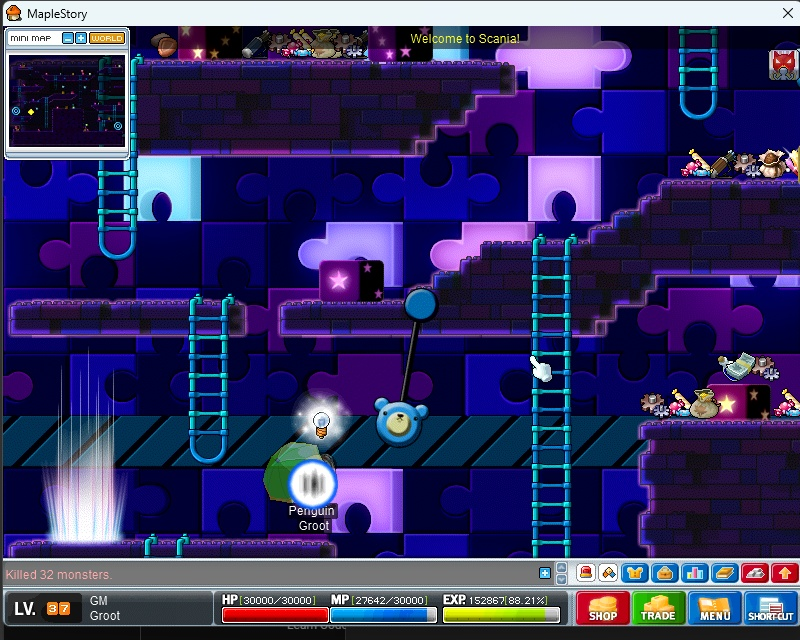 MapleStory
MINI MAP
WORLD
Welcome to Scania!
Penguin
Groot
Killed 32 monsters.
LV. 37
GM
Groot
HP[30000/30000]
MP[27642/30000]
EXP. 152867[88.21%]
SHOP
TRADE
MENU
SHORTCUT